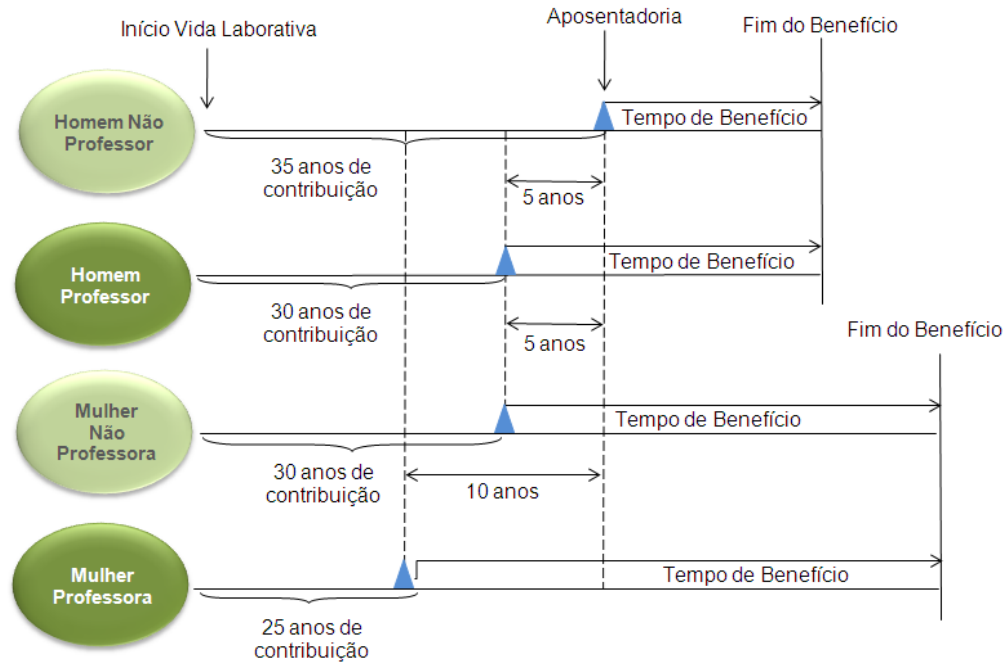 Início Vida Laborativa
Aposentadoria
Fim do Benefício
Homem Não
Professor
Tempo de Benefício
35 anos de
contribuição
5 anos
Homem
Professor
Tempo de Benefício
30 anos de
contribuição
5 anos
Fim do Benefício
Mulher
Não
Professora
Tempo de Benefício
30 anos de
contribuição
10 anos
Mulher
Professora
Tempo de Benefício
25 anos de
contribuição